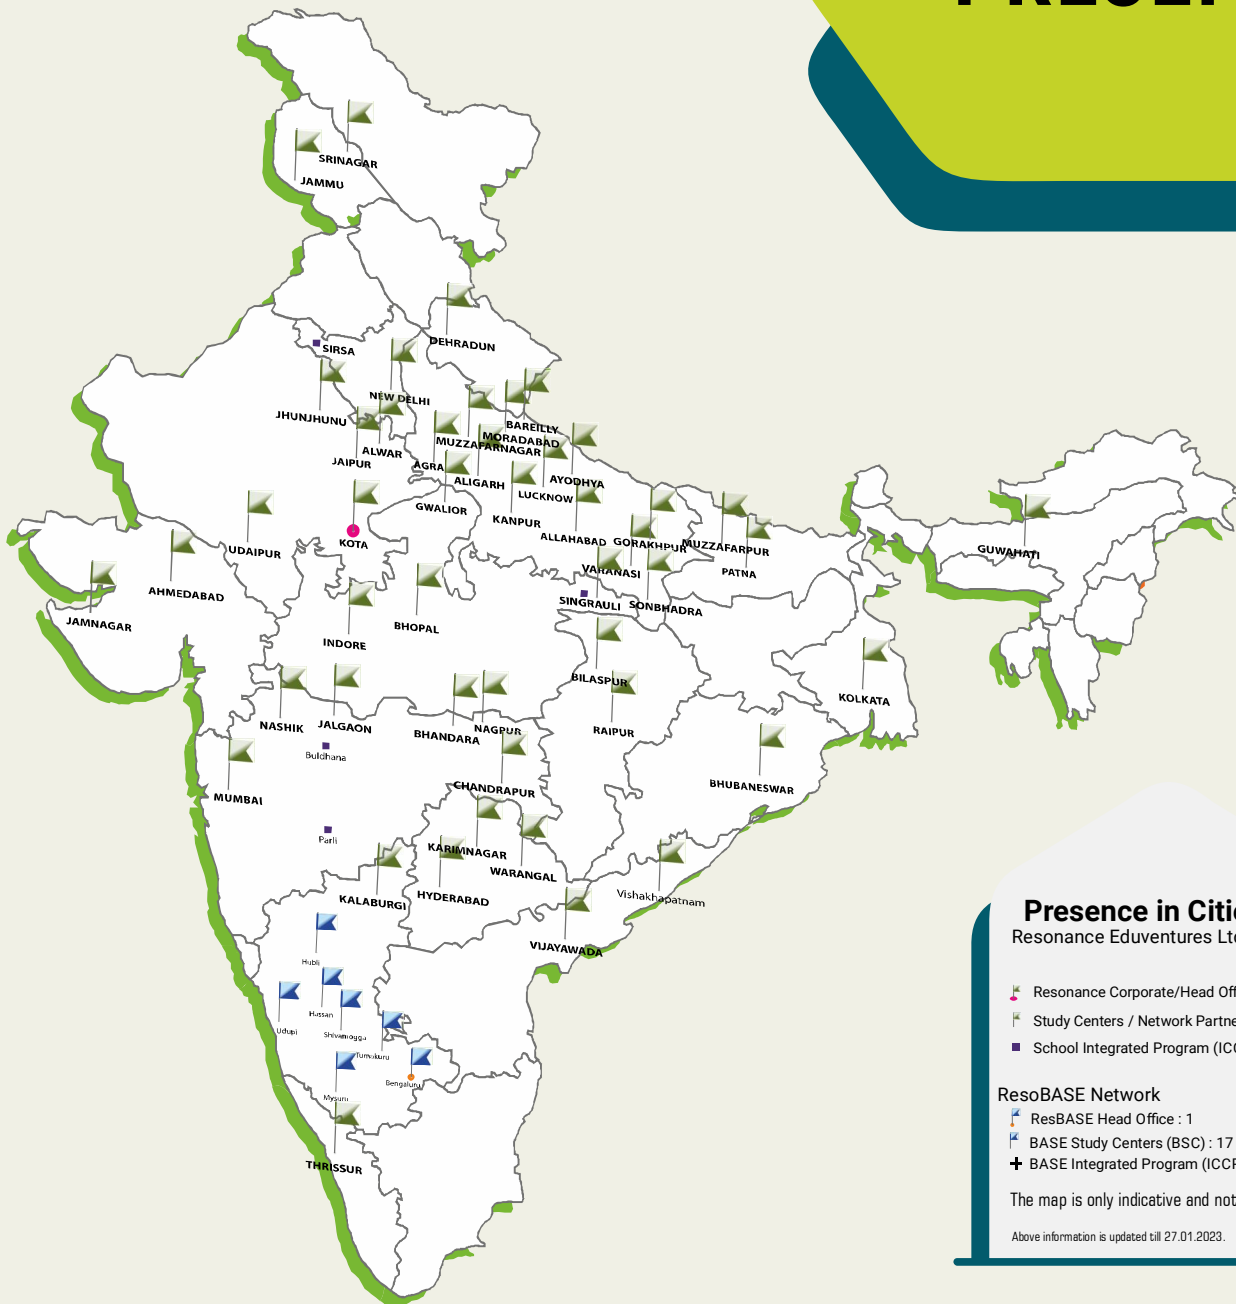 SRINAGAR
JAMMU
DEHRADUN
SIRSA
NEW DELHI
JHUNJHUNU
BAREILLY
MORADABAD
MUZZAFARNAGAR
ALWAR
JAIPUR
AGRA
ALIGARH
AYODHYA
LUCKNOW
GWALIOR
KANPUR
ALLAHABAD
GORAKHPUR
MUZZAFARPUR
KOTA
UDAIPUR
GUWAHATI
VARANASI
PATNA
AHMEDABAD
SINGRAULI
SONBHADRA
JAMNAGAR
BHOPAL
INDORE
BILASPUR
KOLKATA
NASHIK
JALGAON
BHANDARA
NAGPUR
RAIPUR
Buldhana
CHANDRAPUR
BHUBANESWAR
MUMBAI
Parli
KARIMNAGAR
WARANGAL
HYDERABAD
KALABURGI
Vishakhapatnam
VIJAYAWADA
Hubli
Hassan
Udupi
Shivamogga
Tumakuru
Bengaluru
Mysuru
THRISSUR
Presence in Citi
Resonance Eduventures Ltd
Resonance Corporate/Head Off
Study Centers / Network Partne
School Integrated Program (ICC
ResoBASE Network
ResBASE Head Office : 1
BASE Study Centers (BSC) : 17
BASE Integrated Program (ICCP
The map is only indicative and not
Above information is updated till 27.01.2023.